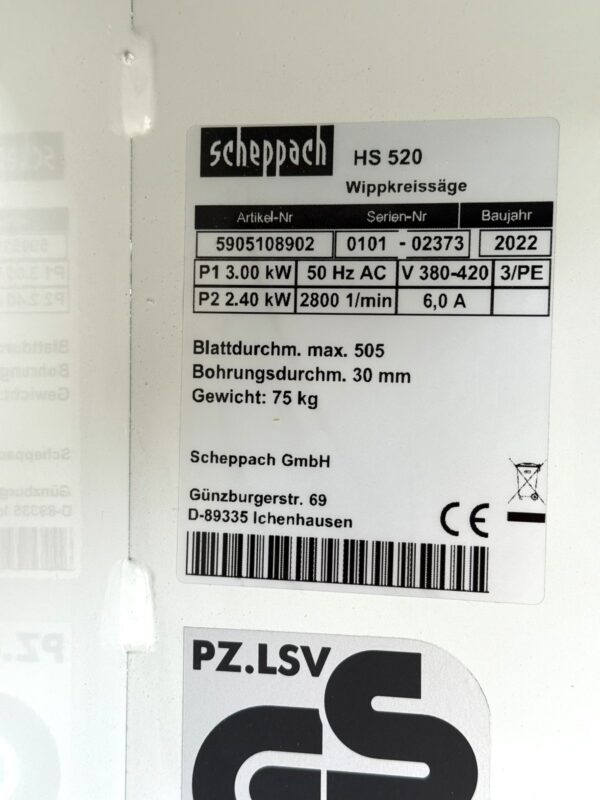 scheppach
HS 520
Wippkreissäge
Artikel-Nr Serien-Nr Baujahr
5905108902 0101 - 02373 2022
P1 3.00 kW 50 Hz AC V 380-420 3/PE
P2 2.40 kW 2800 1/min 6,0 A
Blattdurchm. max. 505
Bohrungsdurchm. 30 mm
Gewicht: 75 kg
Scheppach GmbH
Günzburgerstr. 69
D-89335 Ichenhausen
CE
PZ.LSV
GS